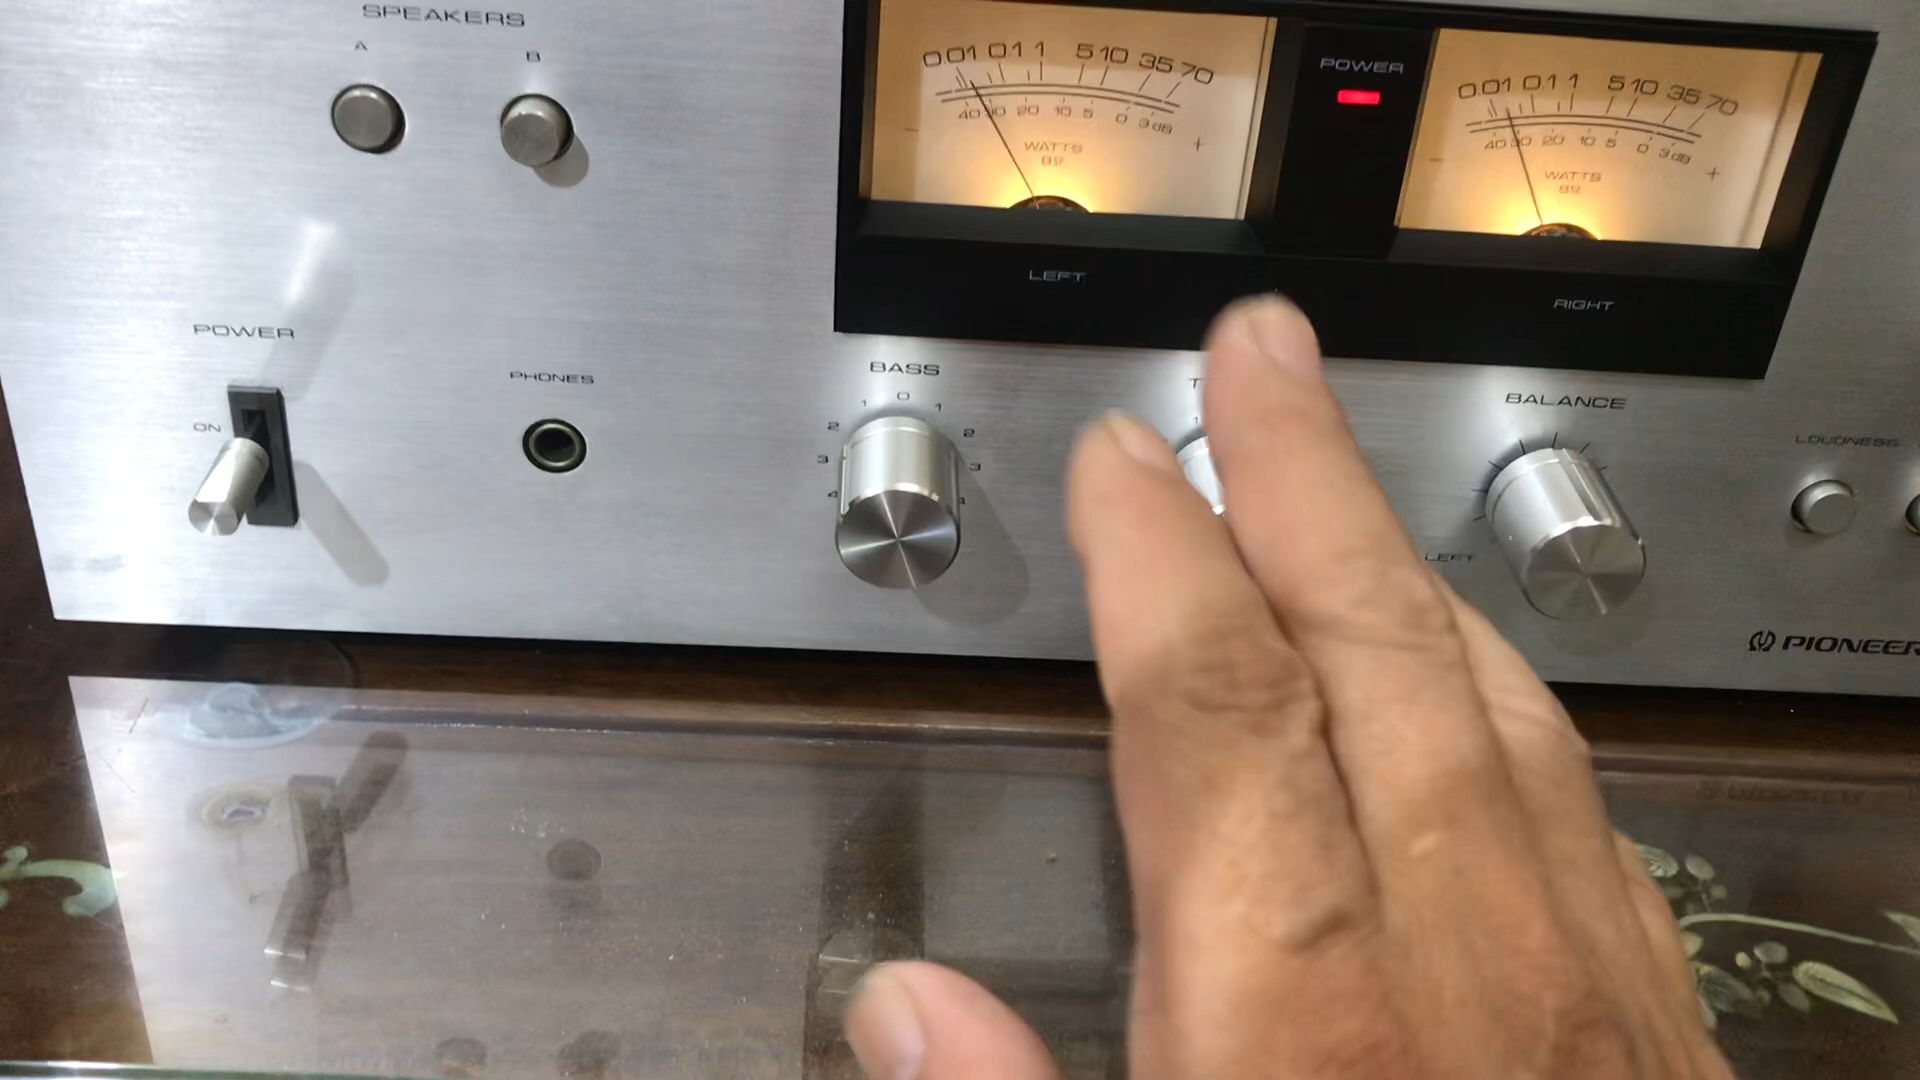 SPEAKERS
A
B
0.01 0.1 1 5 10 35 70
40 30 20 10 5 0 3 dB
WATTS
8Ω
- +
LEFT
POWER
0.01 0.1 1 5 10 35 70
40 30 20 10 5 0 3 dB
WATTS
8Ω
- +
RIGHT
POWER
ON
PHONES
BASS
4 3 2 1 0 1 2 3 4
T
1
BALANCE
LEFT
LOUDNESS
PIONEER